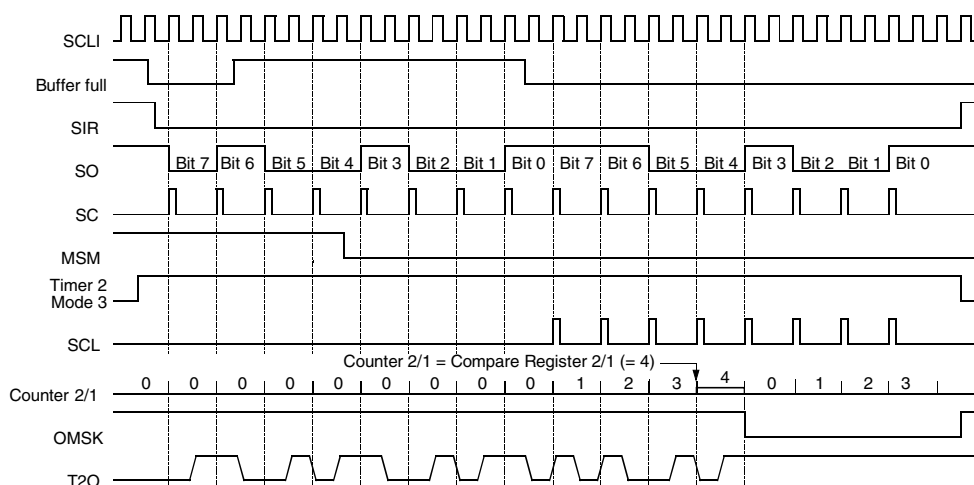 SCLI
Buffer full
SIR
SO
Bit 7 Bit 6 Bit 5 Bit 4 Bit 3 Bit 2 Bit 1 Bit 0 Bit 7 Bit 6 Bit 5 Bit 4 Bit 3 Bit 2 Bit 1 Bit 0
SC
MSM
Timer 2
Mode 3
SCL
Counter 2/1 = Compare Register 2/1 (= 4)
Counter 2/1
0 0 0 0 0 0 0 0 0 1 2 3 4 0 1 2 3
OMSK
T2O